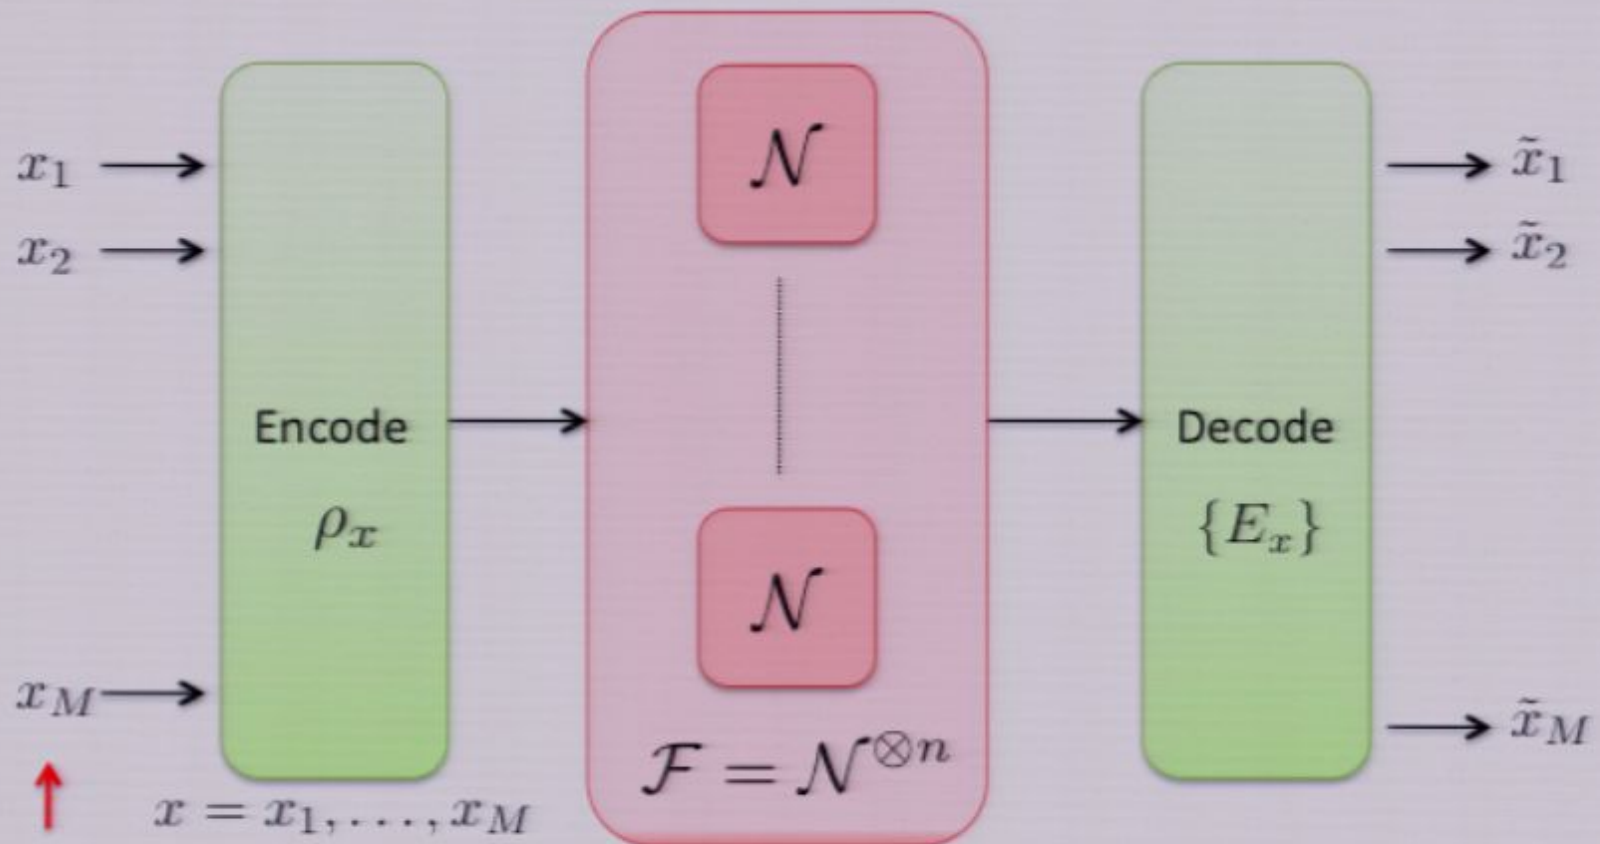 x₁
x₂
x_M
x = x₁, . . . , x_M
Encode
ρₓ
𝒩
𝒩
ℱ = 𝒩^{⊗n}
Decode
{Eₓ}
x̃₁
x̃₂
x̃_M